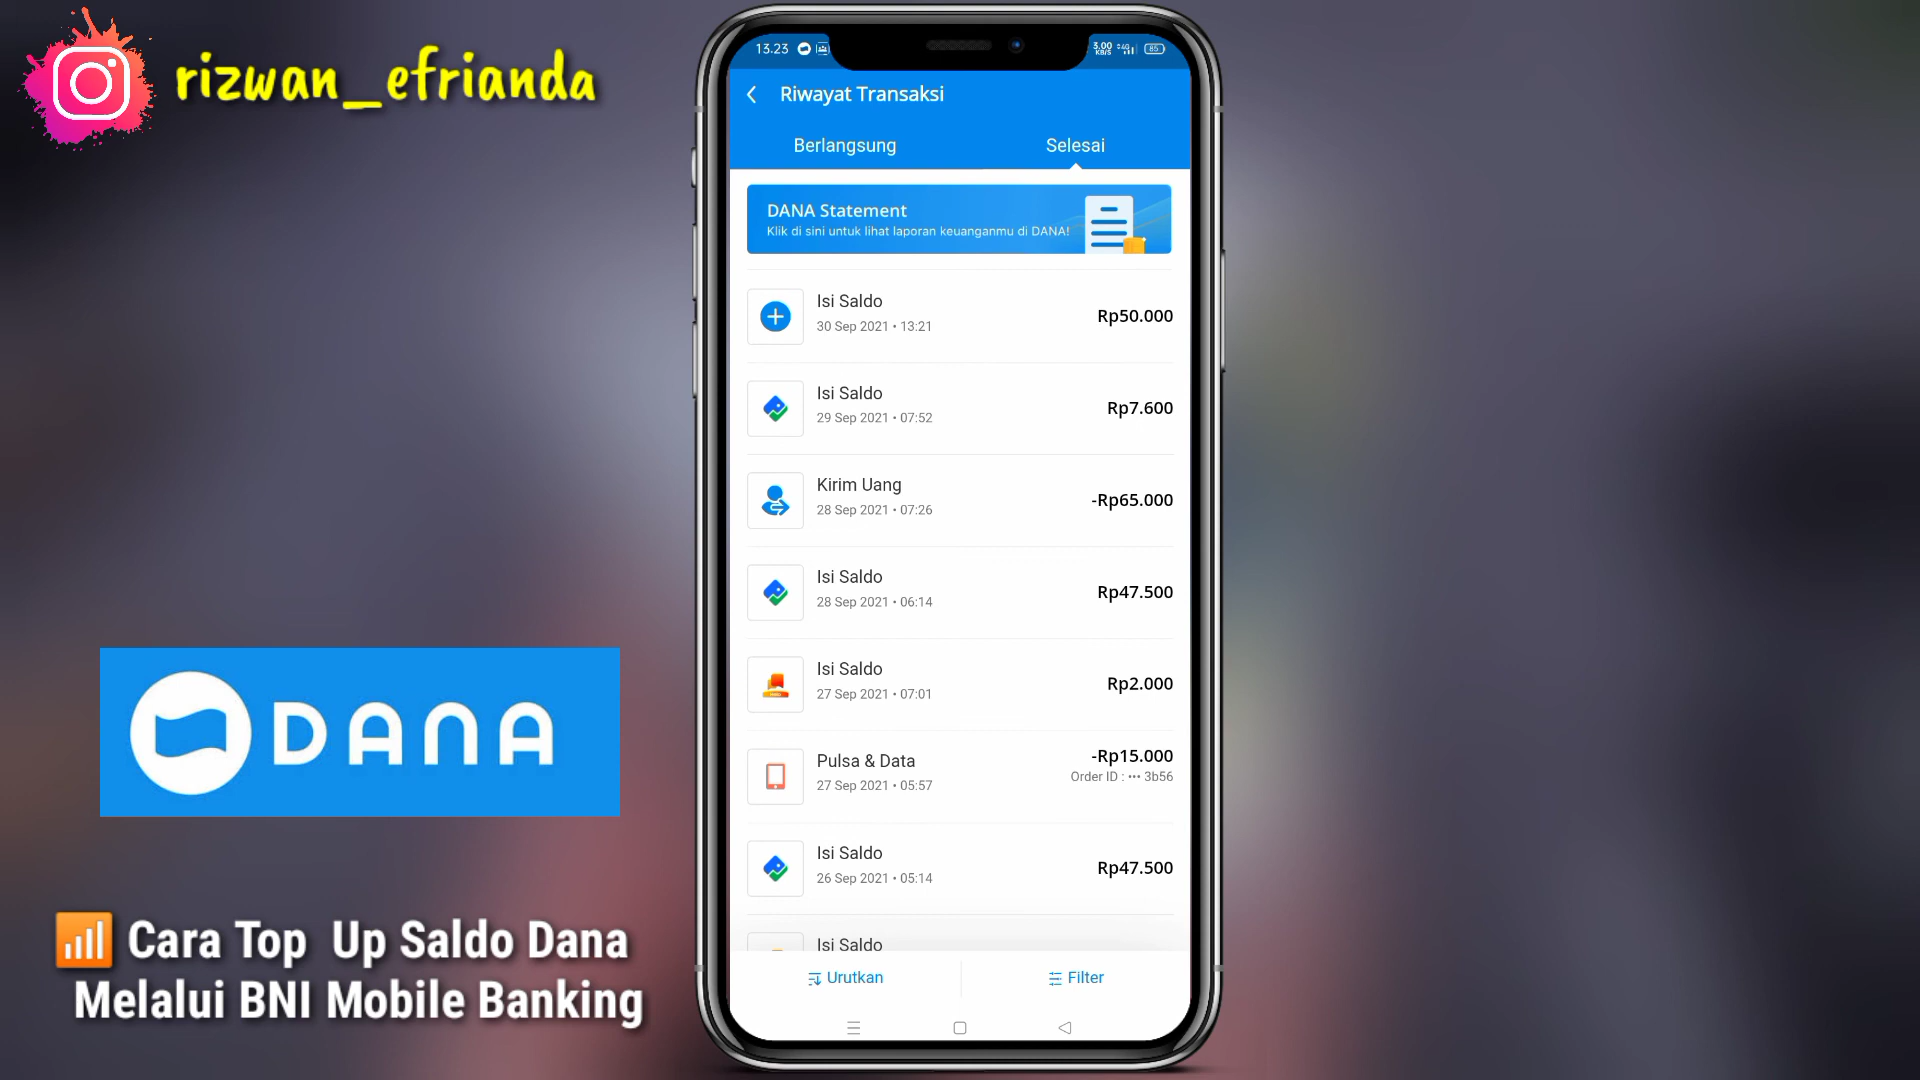 rizwan_efrianda
13.23
3.00
KB/S
4G
85
Riwayat Transaksi
Berlangsung
Selesai
DANA Statement
Klik di sini untuk lihat laporan keuanganmu di DANA!
Isi Saldo
30 Sep 2021 • 13:21
Rp50.000
Isi Saldo
29 Sep 2021 • 07:52
Rp7.600
Kirim Uang
28 Sep 2021 • 07:26
-Rp65.000
Isi Saldo
28 Sep 2021 • 06:14
Rp47.500
Isi Saldo
27 Sep 2021 • 07:01
Rp2.000
Pulsa & Data
27 Sep 2021 • 05:57
-Rp15.000
Order ID : ••• 3b56
Isi Saldo
26 Sep 2021 • 05:14
Rp47.500
Isi Saldo
Urutkan
Filter
DANA
Cara Top Up Saldo Dana
Melalui BNI Mobile Banking